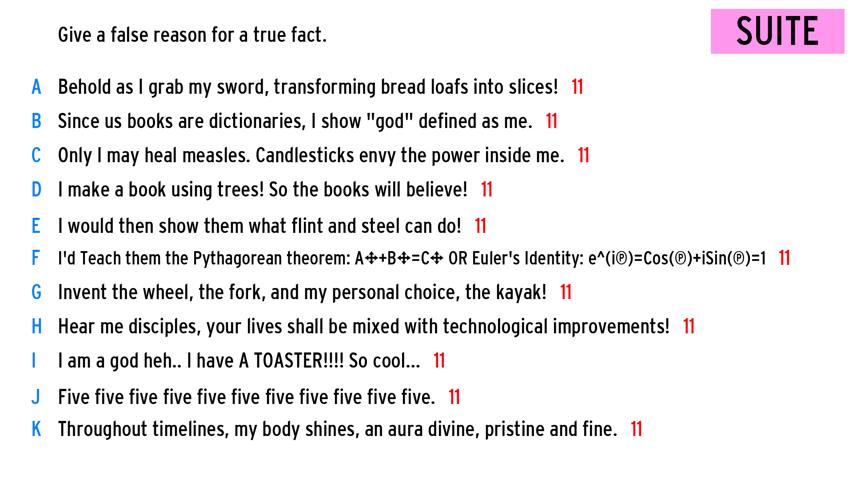 Give a false reason for a true fact.
SUITE
A Behold as I grab my sword, transforming bread loafs into slices! 11
B Since us books are dictionaries, I show "god" defined as me. 11
C Only I may heal measles. Candlesticks envy the power inside me. 11
D I make a book using trees! So the books will believe! 11
E I would then show them what flint and steel can do! 11
F I'd Teach them the Pythagorean theorem: A✣+B✣=C✣ OR Euler's Identity: e^(i℗)=Cos(℗)+iSin(℗)=1 11
G Invent the wheel, the fork, and my personal choice, the kayak! 11
H Hear me disciples, your lives shall be mixed with technological improvements! 11
I I am a god heh.. I have A TOASTER!!!! So cool... 11
J Five five five five five five five five five five five. 11
K Throughout timelines, my body shines, an aura divine, pristine and fine. 11